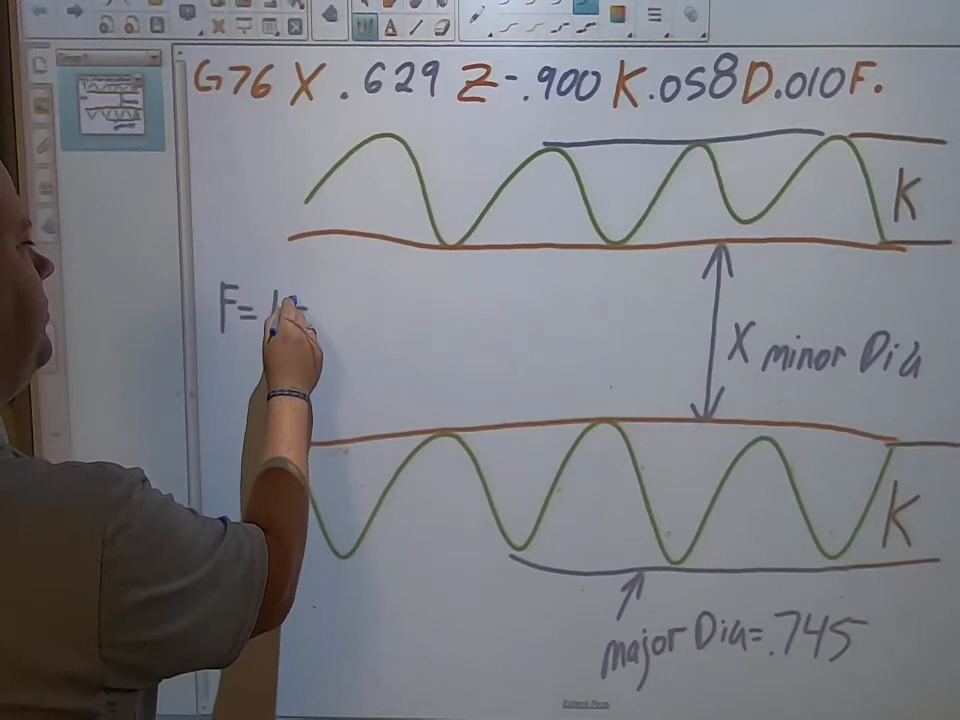 G76 X .629 Z-.900 K.058 D.010 F.
K
F=
X minor Dia
K
major Dia= .745